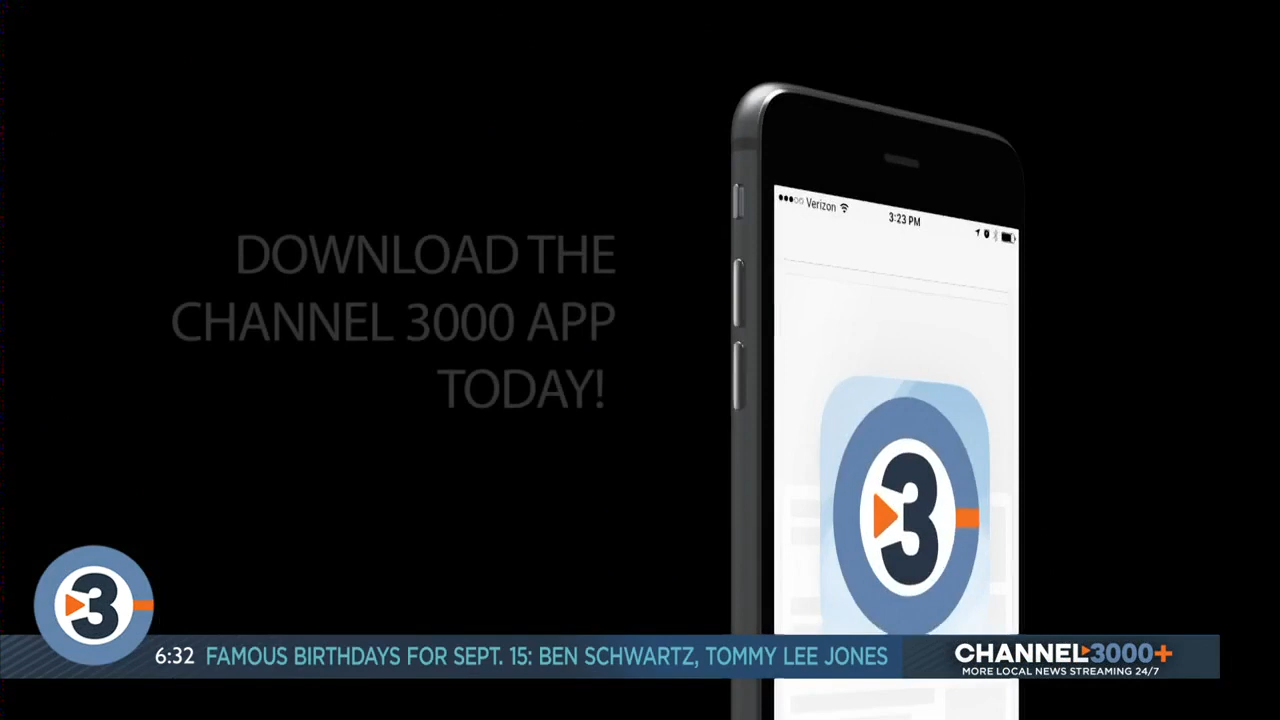 DOWNLOAD THE
CHANNEL 3000 APP
TODAY!
Verizon
3:23 PM
3
3
6:32 FAMOUS BIRTHDAYS FOR SEPT. 15: BEN SCHWARTZ, TOMMY LEE JONES
CHANNEL3000+
MORE LOCAL NEWS STREAMING 24/7